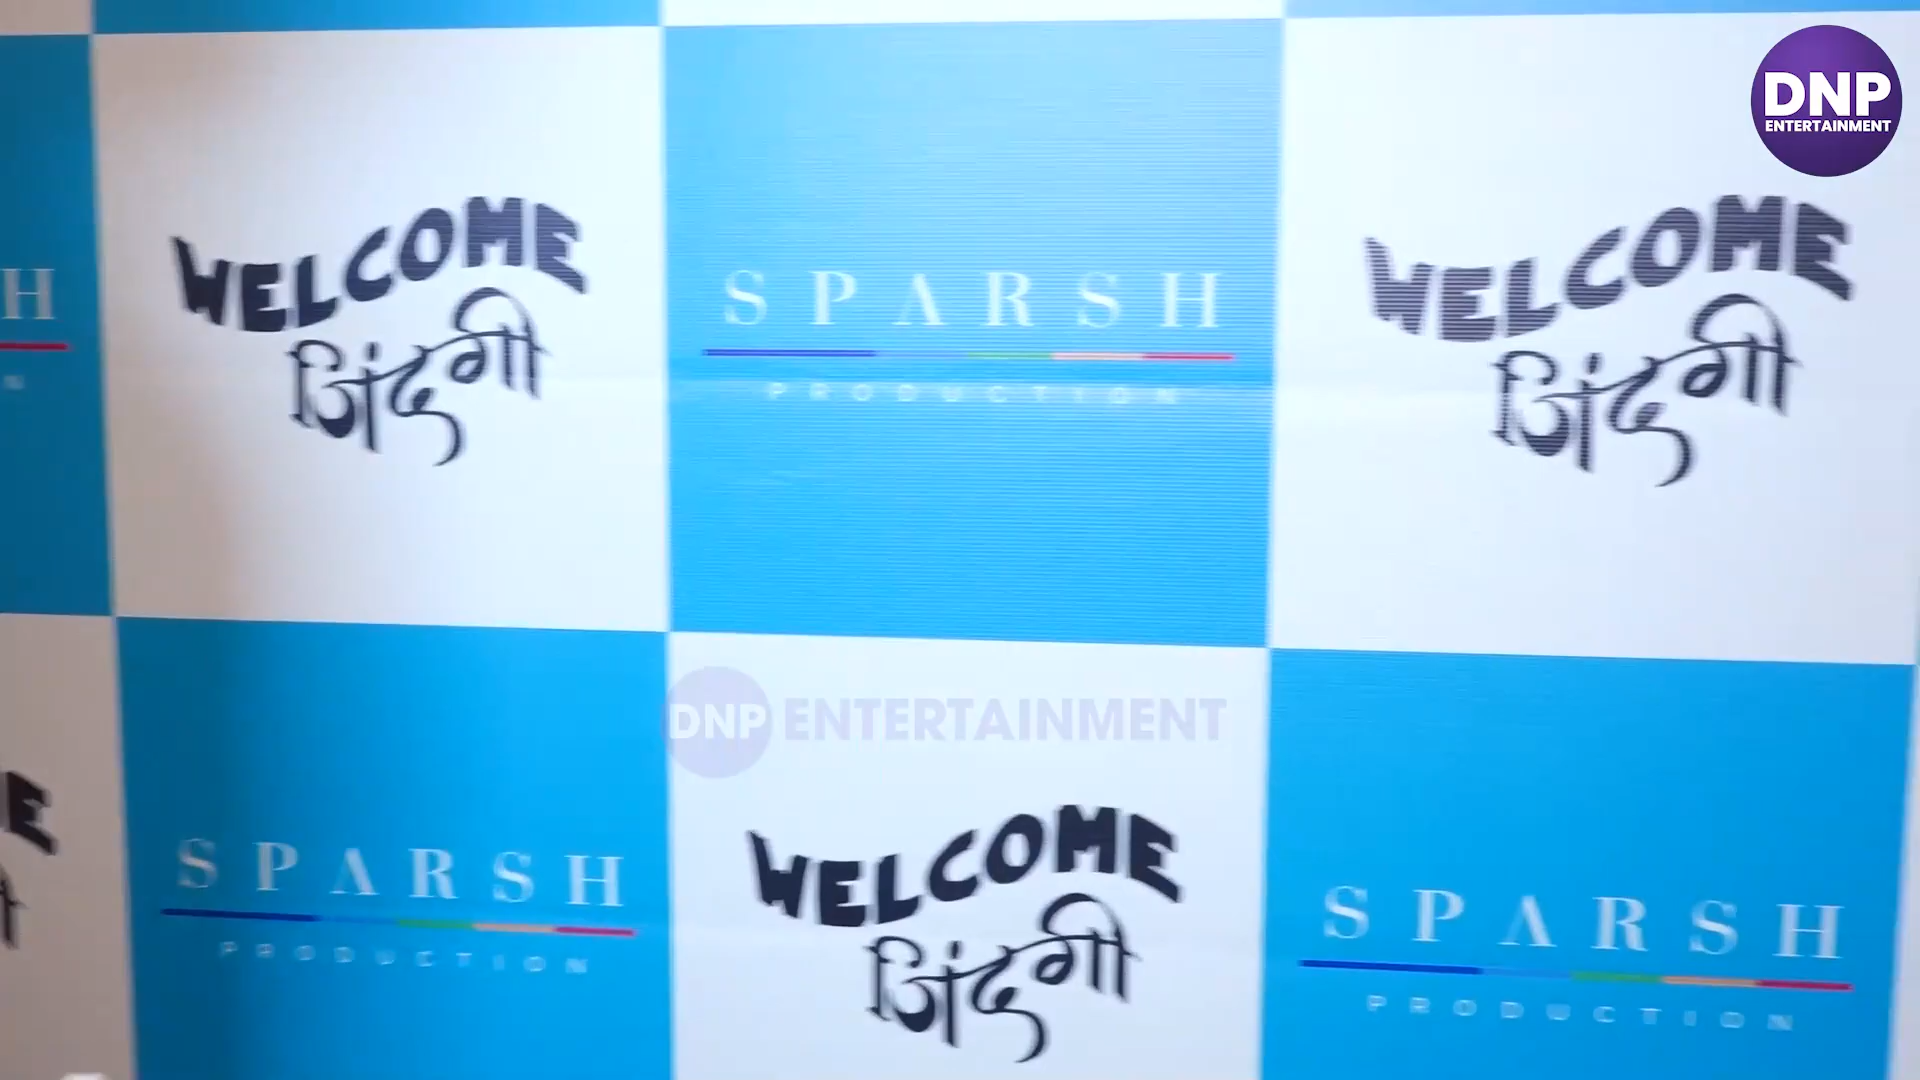 DNP
ENTERTAINMENT
WELCOME
जिंदगी
SPARSH
PRODUCTION
WELCOME
जिंदगी
H
N
DNP ENTERTAINMENT
E
SPARSH
PRODUCTION
WELCOME
जिंदगी
SPARSH
PRODUCTION